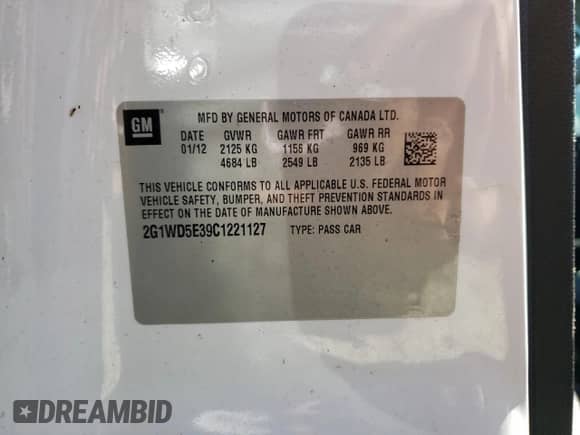 GM
MFD BY GENERAL MOTORS OF CANADA LTD.
DATE GVWR GAWR FRT GAWR RR
01/12 2125 KG 1156 KG 969 KG
4684 LB 2549 LB 2135 LB
THIS VEHICLE CONFORMS TO ALL APPLICABLE U.S. FEDERAL MOTOR
VEHICLE SAFETY, BUMPER, AND THEFT PREVENTION STANDARDS IN
EFFECT ON THE DATE OF MANUFACTURE SHOWN ABOVE.
2G1WD5E39C1221127 TYPE: PASS CAR
DREAMBID